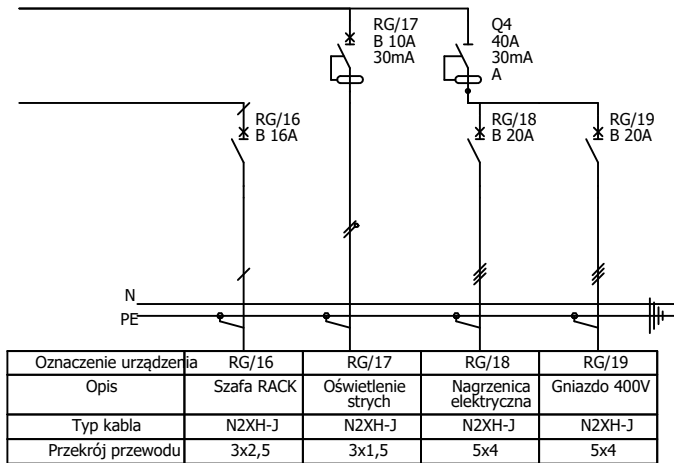 RG/17
B 10A
30mA
Q4
40A
30mA
A
RG/16
B 16A
RG/18
B 20A
RG/19
B 20A
N
PE
Oznaczenie urządzenia RG/16 RG/17 RG/18 RG/19
Opis Szafa RACK Oświetlenie strych Nagrzenica elektryczna Gniazdo 400V
Typ kabla N2XH-J N2XH-J N2XH-J N2XH-J
Przekrój przewodu 3x2,5 3x1,5 5x4 5x4